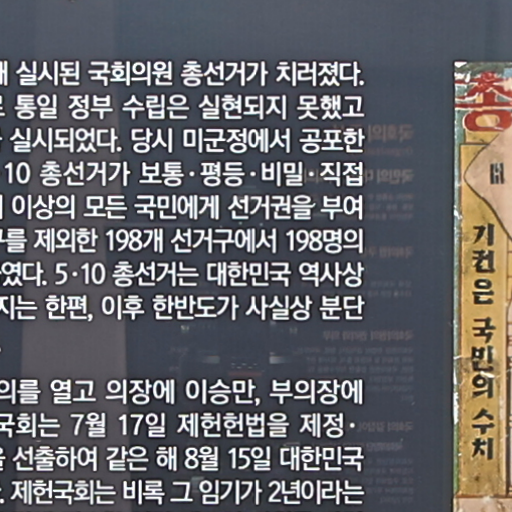 실시된 국회의원 총선거가 치러졌다.
통일 정부 수립은 실현되지 못했고
실시되었다. 당시 미군정에서 공포한
10 총선거가 보통·평등·비밀·직접
이상의 모든 국민에게 선거권을 부여
를 제외한 198개 선거구에서 198명의
였다. 5·10 총선거는 대한민국 역사상
지는 한편, 이후 한반도가 사실상 분단
의를 열고 의장에 이승만, 부의장에
국회는 7월 17일 제헌헌법을 제정·
선출하여 같은 해 8월 15일 대한민국
제헌국회는 비록 그 임기가 2년이라는
총
기권은 국민의 수치